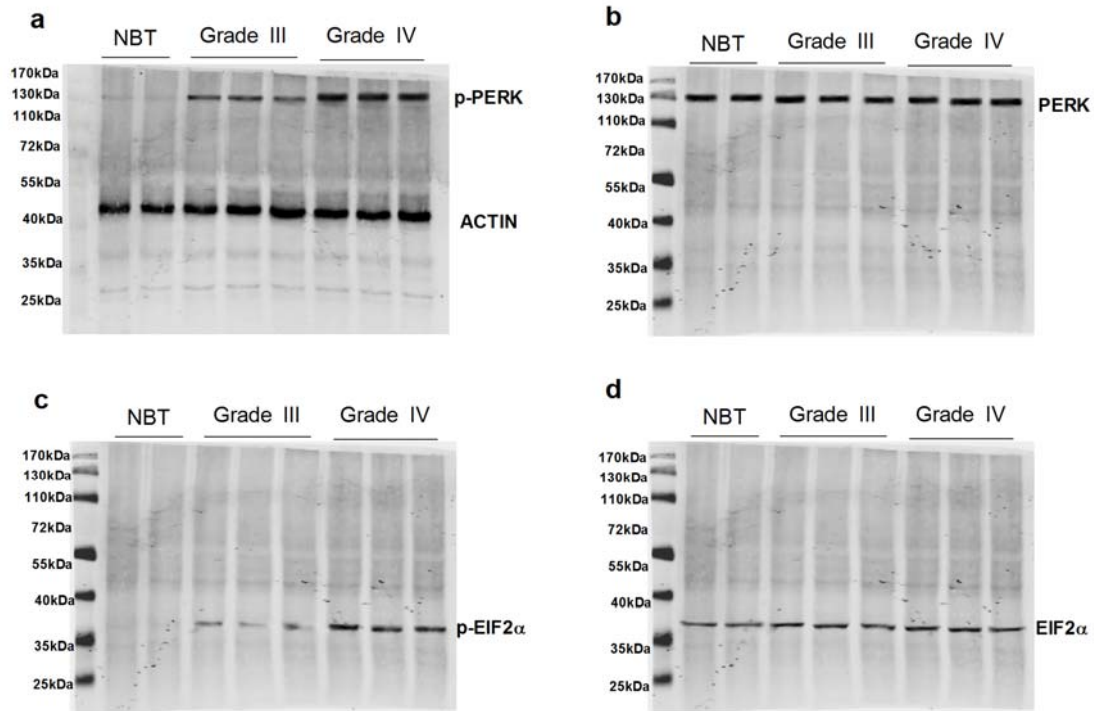 a
NBT Grade III Grade IV
170kDa
130kDa p-PERK
110kDa
72kDa
55kDa
40kDa ACTIN
35kDa
25kDa
b
NBT Grade III Grade IV
170kDa
130kDa PERK
110kDa
72kDa
55kDa
40kDa
35kDa
25kDa
c
NBT Grade III Grade IV
170kDa
130kDa
110kDa
72kDa
55kDa
40kDa
p-EIF2α
35kDa
25kDa
d
NBT Grade III Grade IV
170kDa
130kDa
110kDa
72kDa
55kDa
40kDa
EIF2α
35kDa
25kDa